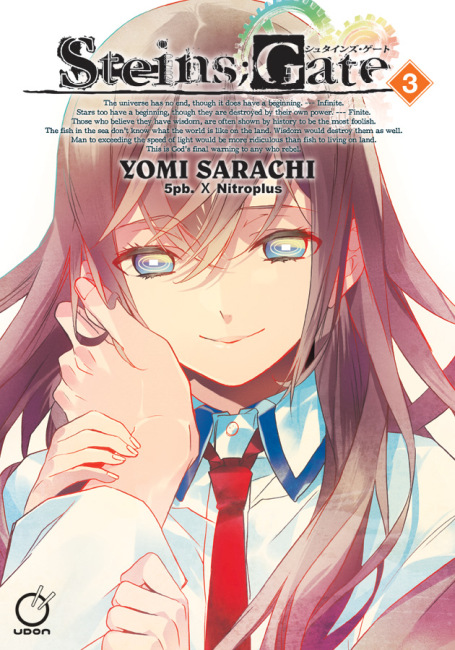 シュタインズ・ゲート
Steins;Gate
3
The universe has no end, though it does have a beginning. --- Infinite.
Stars too have a beginning, though they are destroyed by their own power. --- Finite.
Those who believe they have wisdom, are often shown by history to be the most foolish.
The fish in the sea don't know what the world is like on the land. Wisdom would destroy them as well.
Man to exceeding the speed of light would be more ridiculous than fish to living on land.
This is God's final warning to any who rebel.
YOMI SARACHI
5pb. X Nitroplus
UDON